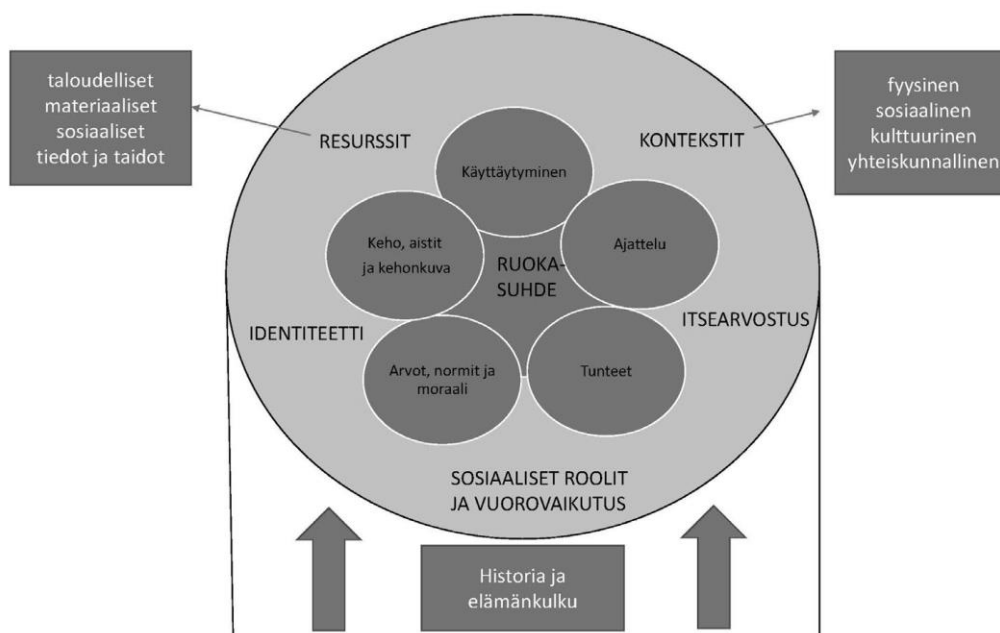 taloudelliset
materiaaliset
sosiaaliset
tiedot ja taidot
fyysinen
sosiaalinen
kulttuurinen
yhteiskunnallinen
RESURSSIT
KONTEKSTIT
Käyttäytyminen
Keho, aistit
ja kehonkuva
Ajattelu
RUOKA-
SUHDE
IDENTITEETTI
ITSEARVOSTUS
Arvot, normit ja
moraali
Tunteet
SOSIAALISET ROOLIT
JA VUOROVAIKUTUS
Historia ja
elämänkulku